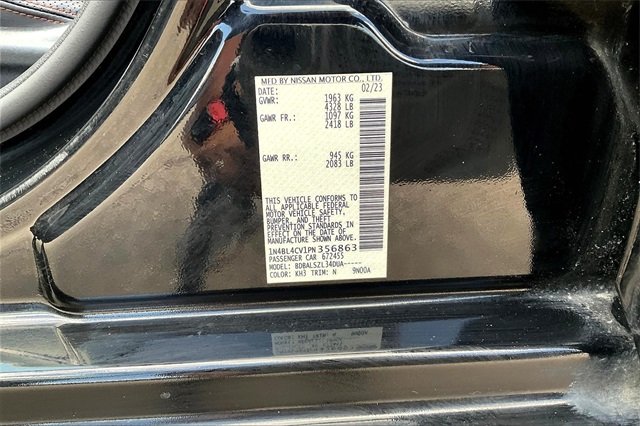 MFD BY NISSAN MOTOR CO., LTD.
DATE: 02/23
GVWR: 1963 KG
4328 LB
GAWR FR.: 1097 KG
2418 LB
GAWR RR.: 945 KG
2083 LB
THIS VEHICLE CONFORMS TO
ALL APPLICABLE FEDERAL
MOTOR VEHICLE SAFETY,
BUMPER, AND THEFT
PREVENTION STANDARDS
IN EFFECT ON THE DATE OF
MANUFACTURE SHOWN ABOVE.
1N4BL4CV1PN356863
PASSENGER CAR 672455
MODEL: BDBALSZL34DUA-----
COLOR: KH3 TRIM: N 9N00A